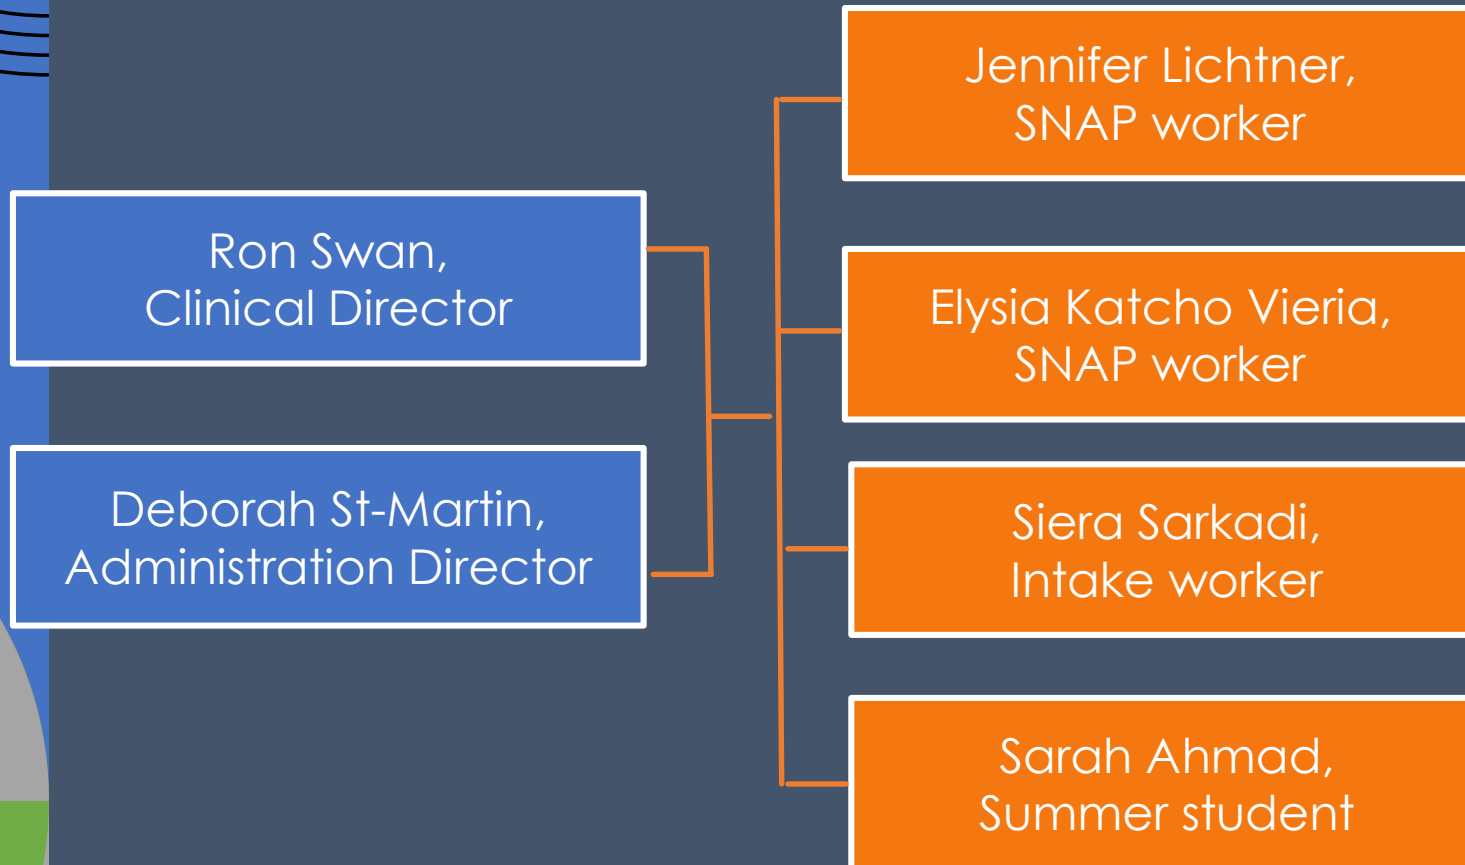 Ron Swan,
Clinical Director
Deborah St-Martin,
Administration Director
Jennifer Lichtner,
SNAP worker
Elysia Katcho Vieria,
SNAP worker
Siera Sarkadi,
Intake worker
Sarah Ahmad,
Summer student